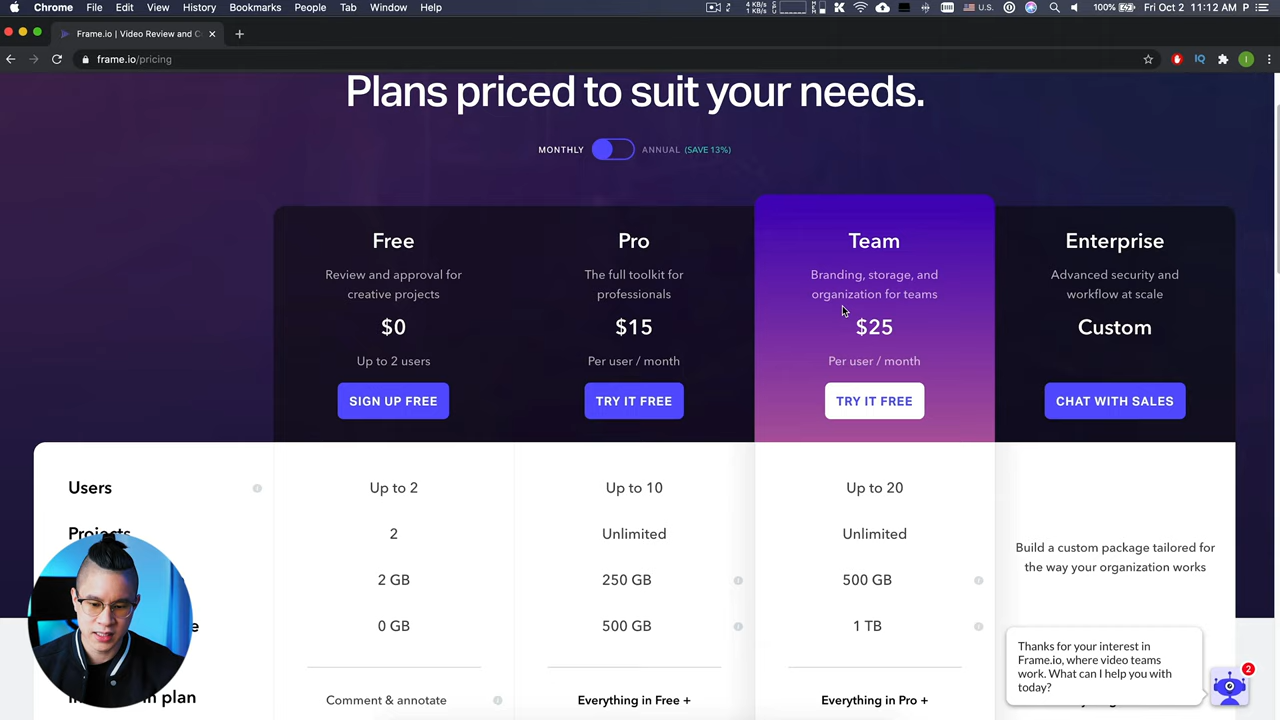 Chrome File Edit View History Bookmarks People Tab Window Help
4 KB/s
0 KB/s
U.S. 100% Fri Oct 2 11:12 AM P
Frame.io | Video Review and C
frame.io/pricing
Plans priced to suit your needs.
MONTHLY ANNUAL (SAVE 13%)
Free Pro Team Enterprise
Review and approval for The full toolkit for Branding, storage, and Advanced security and
creative projects professionals organization for teams workflow at scale
$0 $15 $25 Custom
Up to 2 users Per user / month Per user / month
SIGN UP FREE TRY IT FREE TRY IT FREE CHAT WITH SALES
Users Up to 2 Up to 10 Up to 20
Projects 2 Unlimited Unlimited
Build a custom package tailored for
the way your organization works
2 GB 250 GB 500 GB
0 GB 500 GB 1 TB
plan
Comment & annotate Everything in Free + Everything in Pro +
Thanks for your interest in
Frame.io, where video teams
work. What can I help you with
today?
2